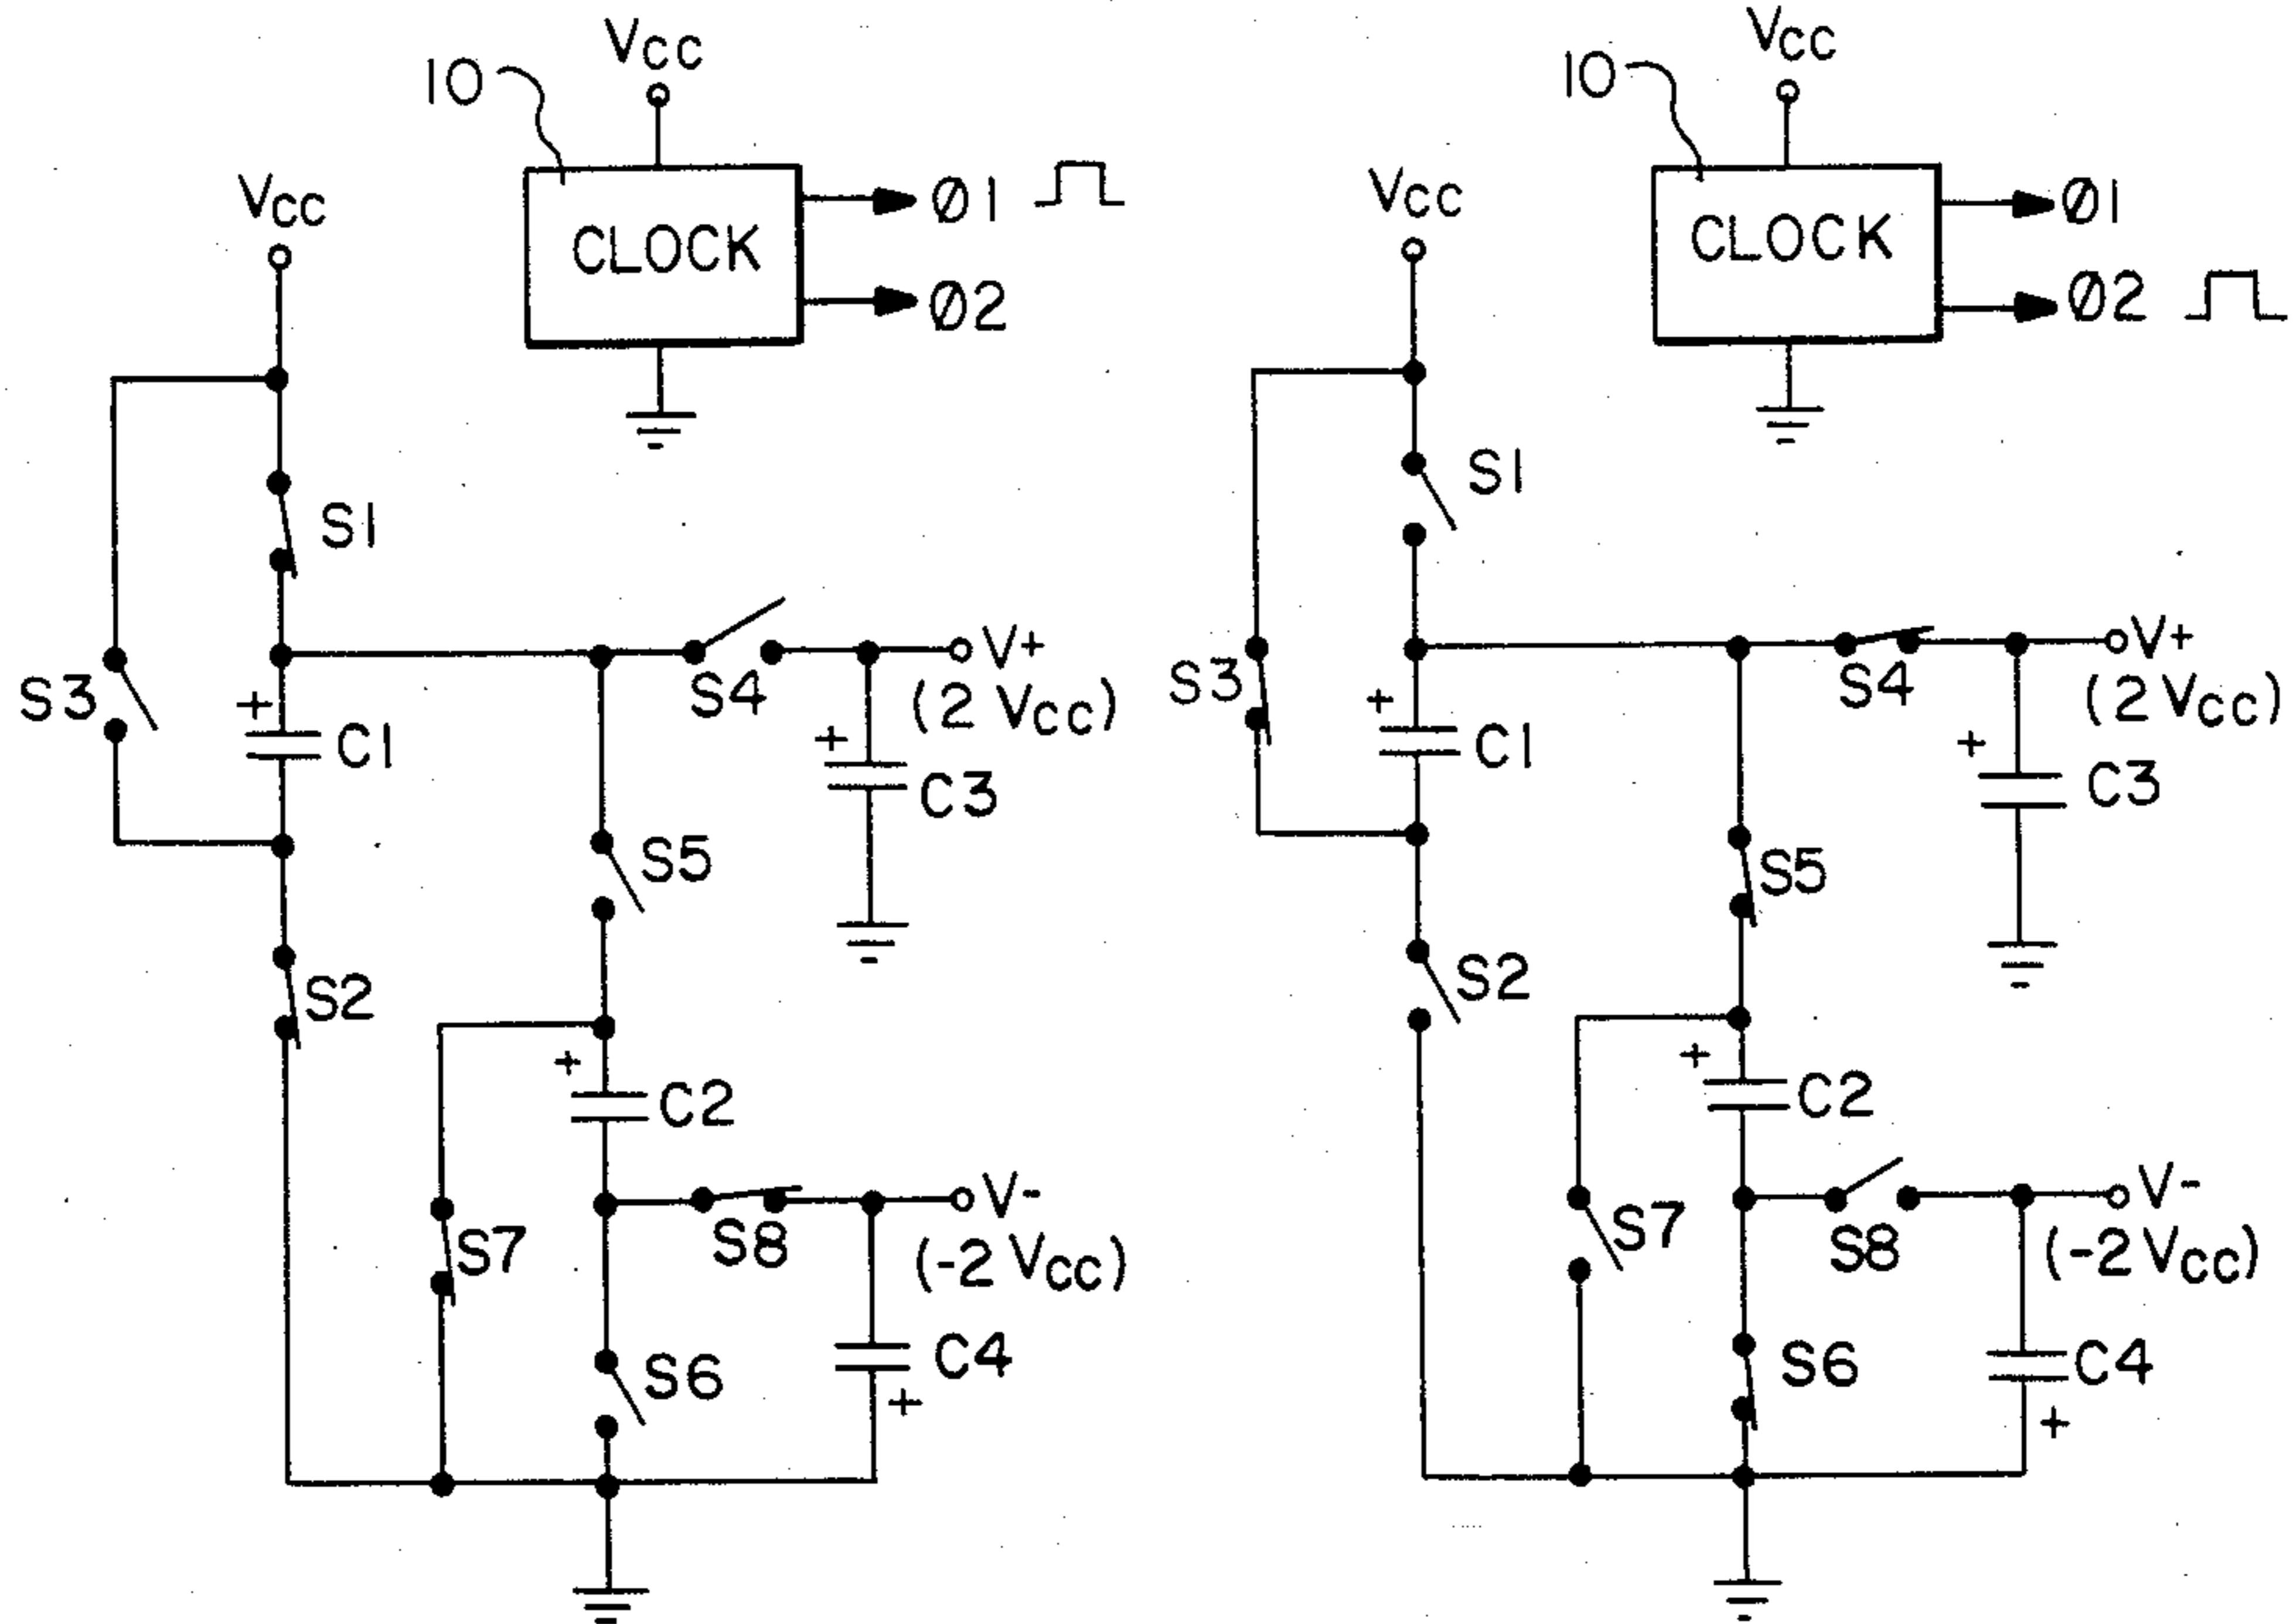 VCC
10
VCC
CLOCK
Ø1
Ø2
S1
S3
+
C1
S4
V+
(2 VCC)
+
C3
S5
S2
+
C2
S7
S8
V-
(-2 VCC)
S6
C4
+
VCC
10
VCC
CLOCK
Ø1
Ø2
S1
S3
+
C1
S4
V+
(2 VCC)
+
C3
S5
S2
+
C2
S7
S8
V-
(-2 VCC)
S6
C4
+